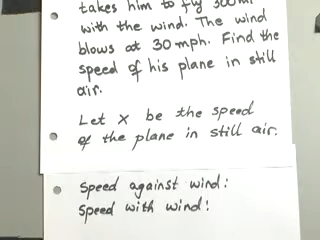 takes him to fly 300 mi
with the wind. The wind
blows at 30 mph. Find the
speed of his plane in still
air.
Let x be the speed
of the plane in still air.
Speed against wind:
Speed with wind: